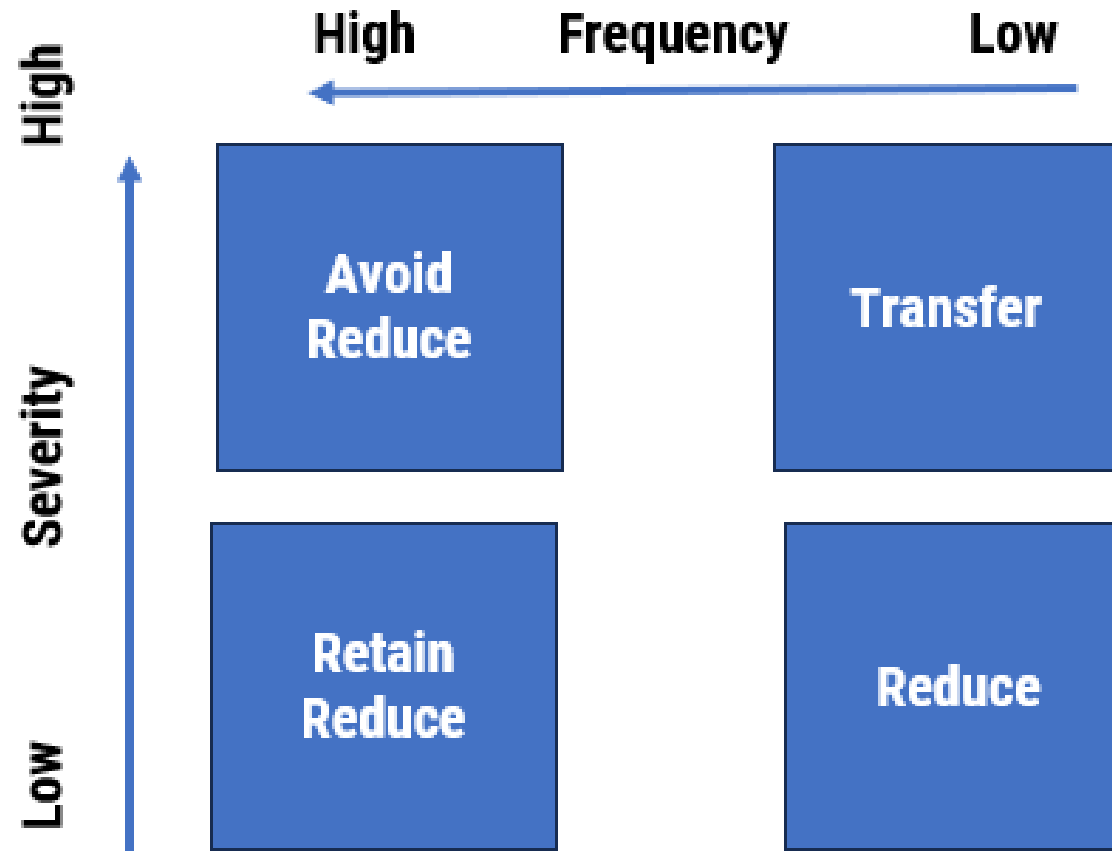 High Frequency Low
High
Severity
Low
Avoid
Reduce
Transfer
Retain
Reduce
Reduce